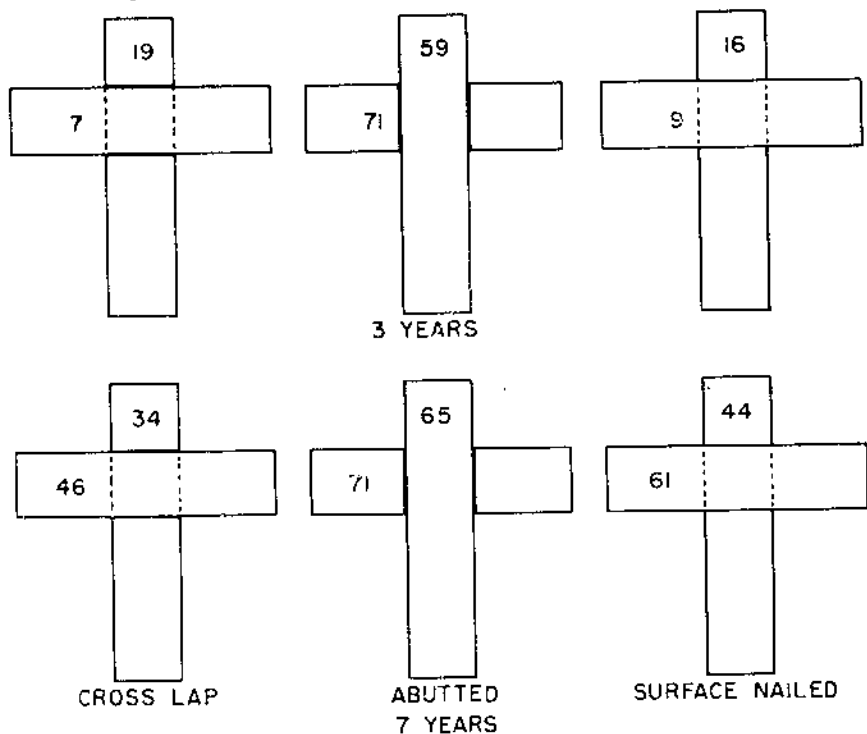 19 59 16
7 71 9
3 YEARS
34 65 44
46 71 61
CROSS LAP ABUTTED SURFACE NAILED
7 YEARS